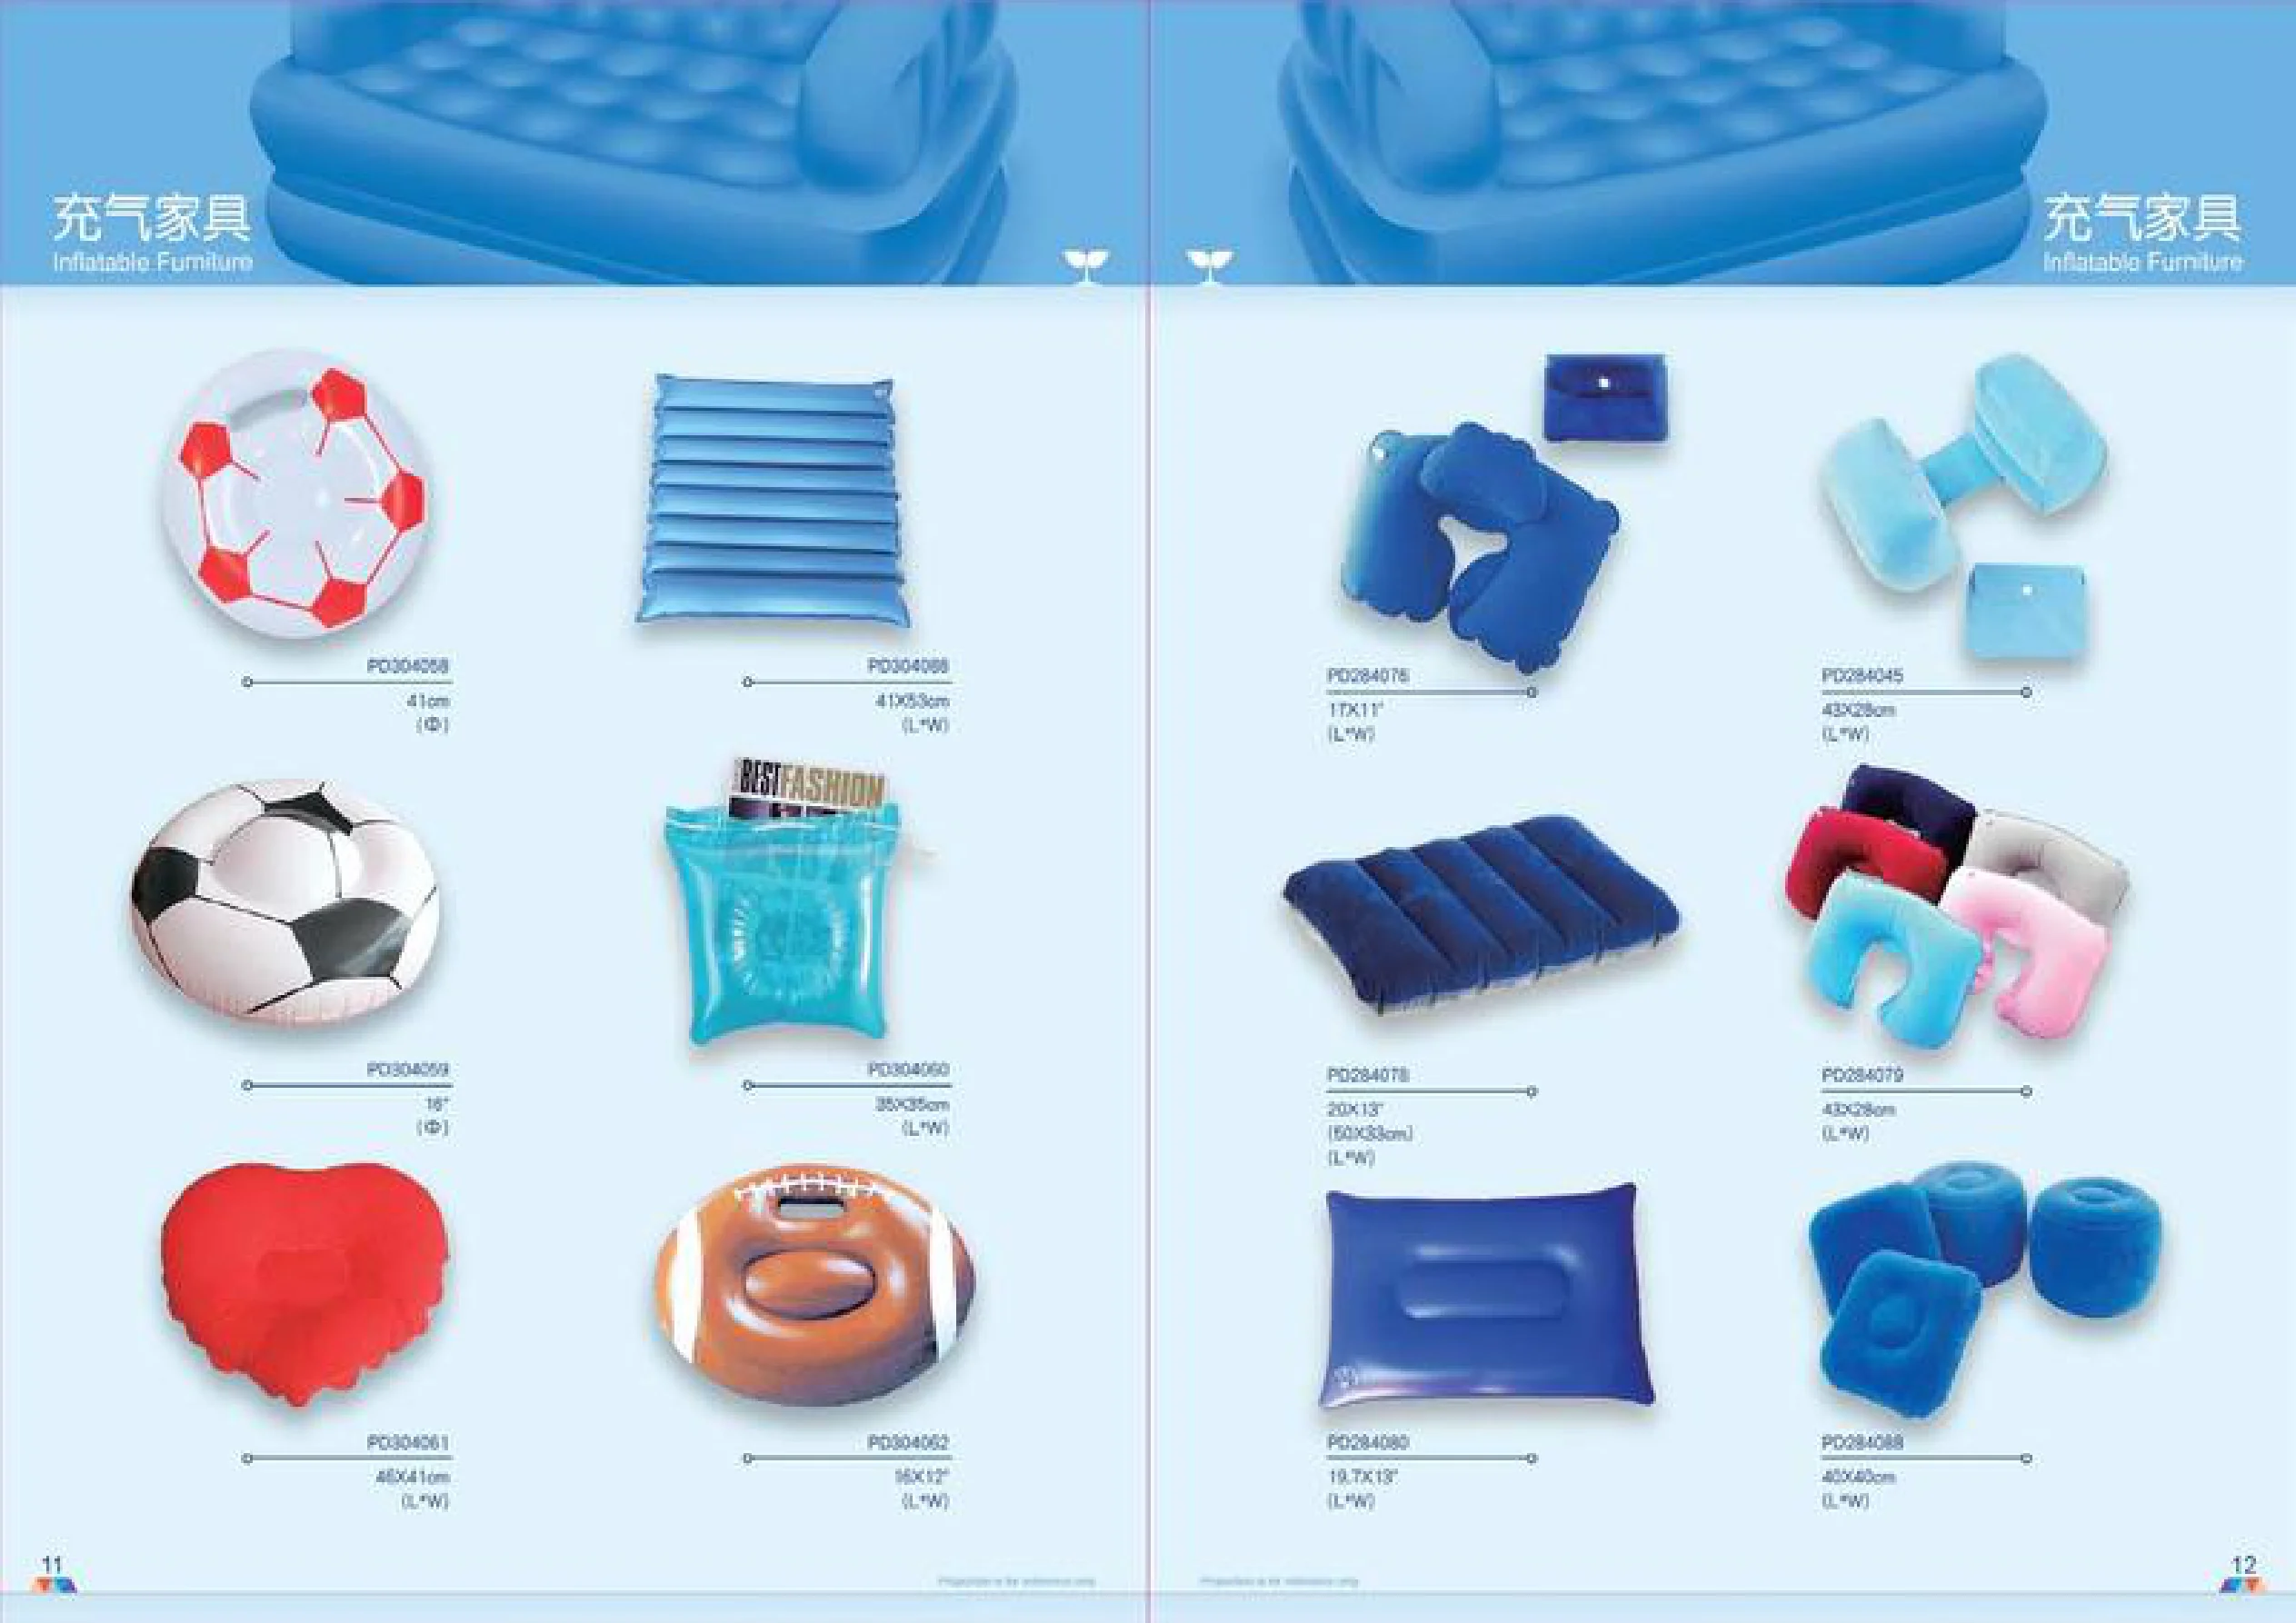 充气家具
Inflatable Furniture
充气家具
Inflatable Furniture
PD304058
41cm
(Φ)
PD304086
41X53cm
(L*W)
BEST FASHION
PD304059
16"
(Φ)
PD304060
35X35cm
(L*W)
PD304061
46X41cm
(L*W)
PD304062
16X12"
(L*W)
11
PD284076
17X11"
(L*W)
PD284045
43X28cm
(L*W)
PD284078
20X13"
(50X33cm)
(L*W)
PD284079
43X28cm
(L*W)
PD284080
19.7X13"
(L*W)
PD284088
40X40cm
(L*W)
12